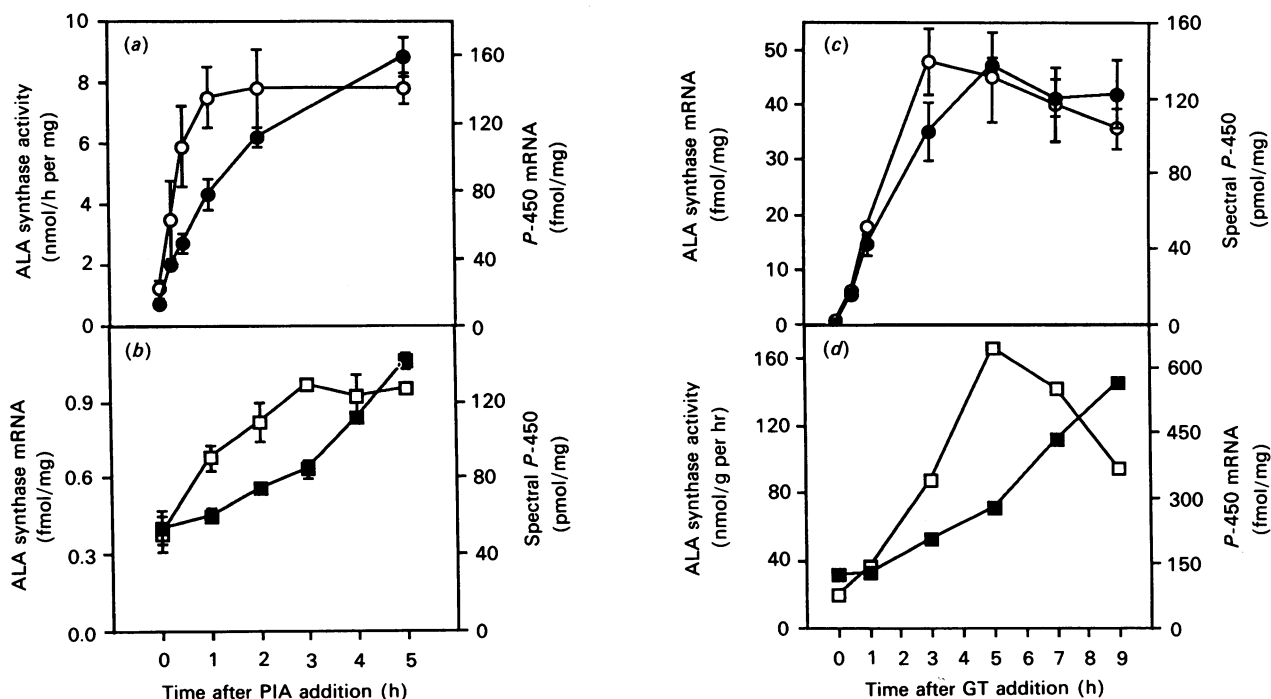 (a)
10
8
6
4
2
0
ALA synthase activity
(nmol/h per mg)
160
120
80
40
0
P-450 mRNA
(fmol/mg)
(b)
0.9
0.6
0.3
0.0
ALA synthase mRNA
(fmol/mg)
120
80
40
0
Spectral P-450
(pmol/mg)
0 1 2 3 4 5
Time after PIA addition (h)
(c)
50
40
30
20
10
0
ALA synthase mRNA
(fmol/mg)
160
120
80
40
0
Spectral P-450
(pmol/mg)
(d)
160
120
80
40
0
ALA synthase activity
(nmol/g per hr)
600
450
300
150
0
P-450 mRNA
(fmol/mg)
0 1 2 3 4 5 6 7 8 9
Time after GT addition (h)